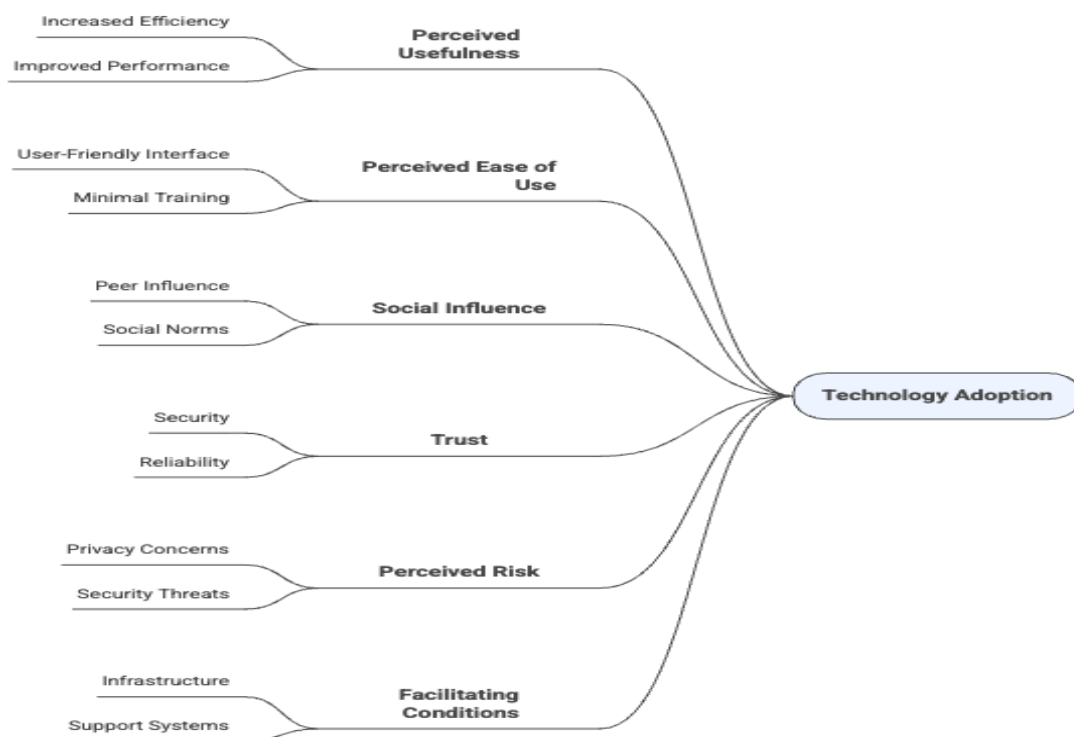 Increased Efficiency
Improved Performance
Perceived
Usefulness
User-Friendly Interface
Minimal Training
Perceived Ease of
Use
Peer Influence
Social Norms
Social Influence
Security
Reliability
Trust
Technology Adoption
Privacy Concerns
Security Threats
Perceived Risk
Infrastructure
Support Systems
Facilitating
Conditions